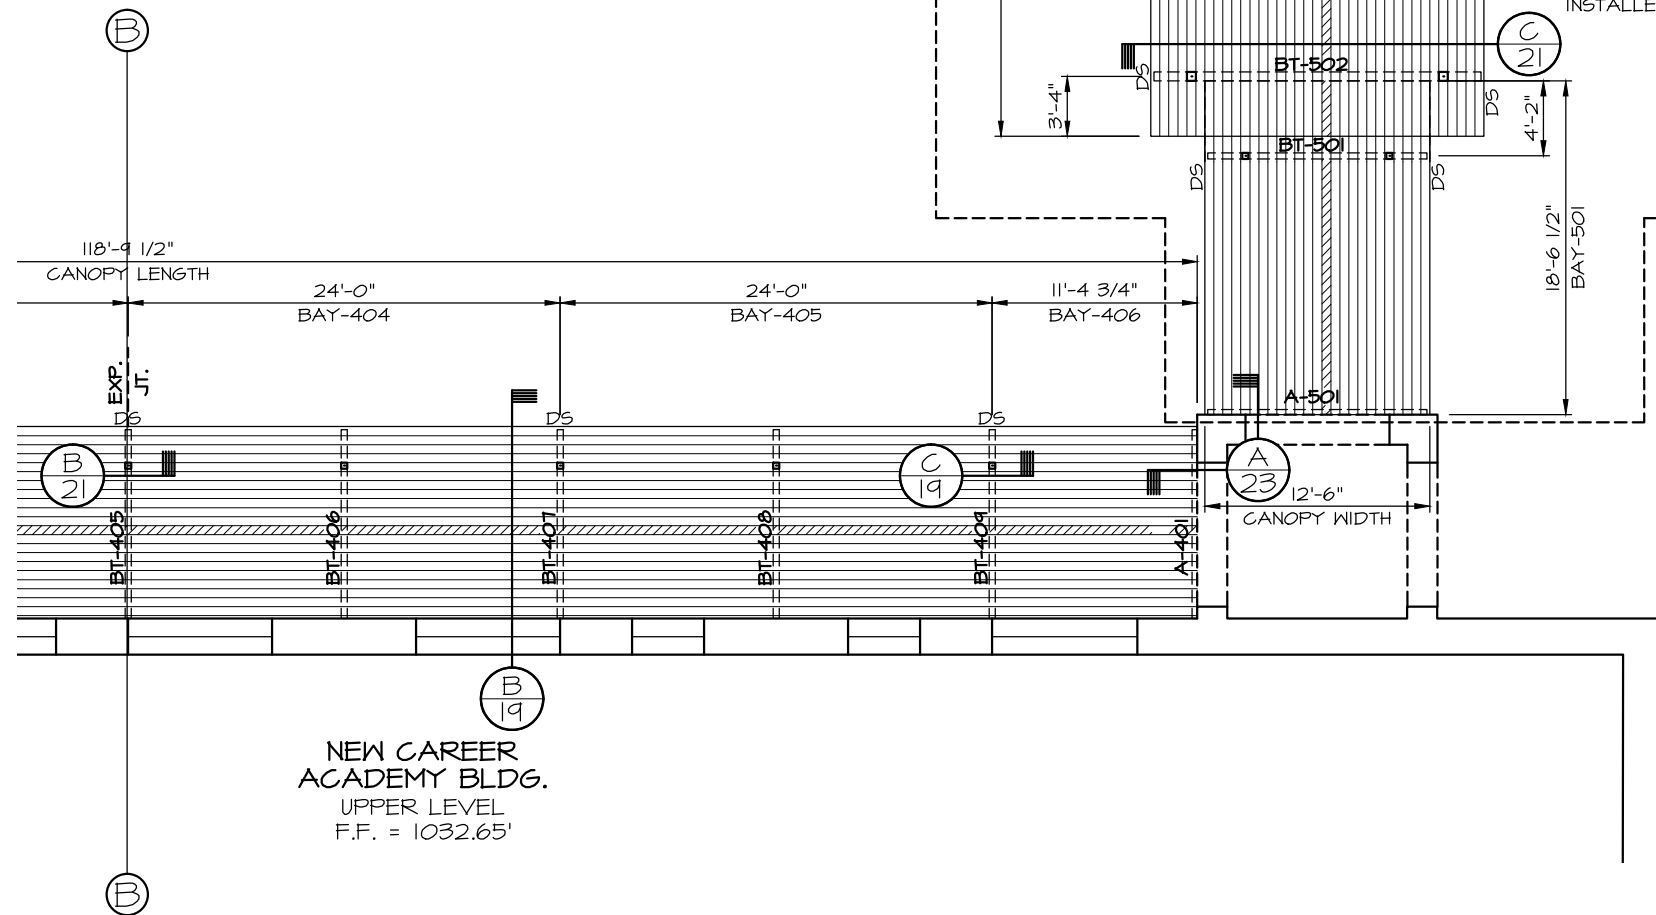 B
INSTALLE
C
21
BT-502
DS
DS
3'-4"
4'-2"
BT-501
DS
DS
18'-6 1/2"
BAY-501
118'-9 1/2"
CANOPY LENGTH
24'-0"
BAY-404
24'-0"
BAY-405
11'-4 3/4"
BAY-406
EXP.
JT.
A-501
DS
DS
DS
B
21
C
19
A
23
12'-6"
CANOPY WIDTH
BT-405
BT-406
BT-407
BT-408
BT-409
A-401
B
19
NEW CAREER
ACADEMY BLDG.
UPPER LEVEL
F.F. = 1032.65'
B